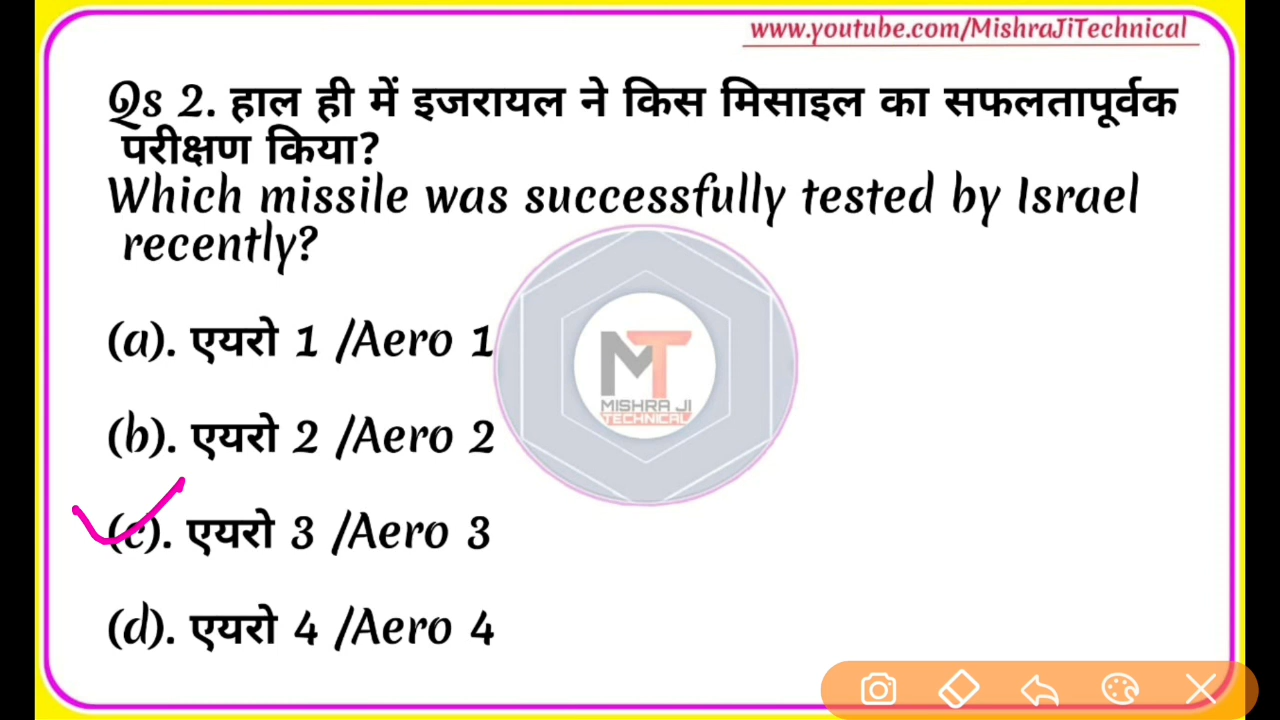 www.youtube.com/MishraJiTechnical
Qs 2. हाल ही में इजरायल ने किस मिसाइल का सफलतापूर्वक
परीक्षण किया?
Which missile was successfully tested by Israel
recently?
(a). एयरो 1 /Aero 1
(b). एयरो 2 /Aero 2
(c). एयरो 3 /Aero 3
(d). एयरो 4 /Aero 4
MT
MISHRA JI
TECHNICAL